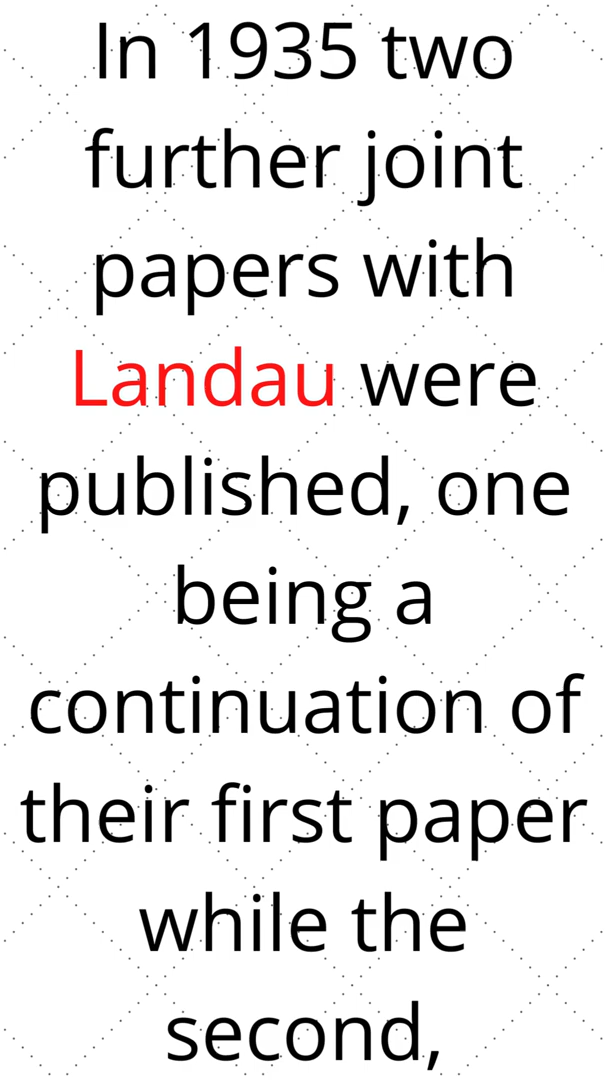 In 1935 two
further joint
papers with
Landau were
published, one
being a
continuation of
their first paper
while the
second,